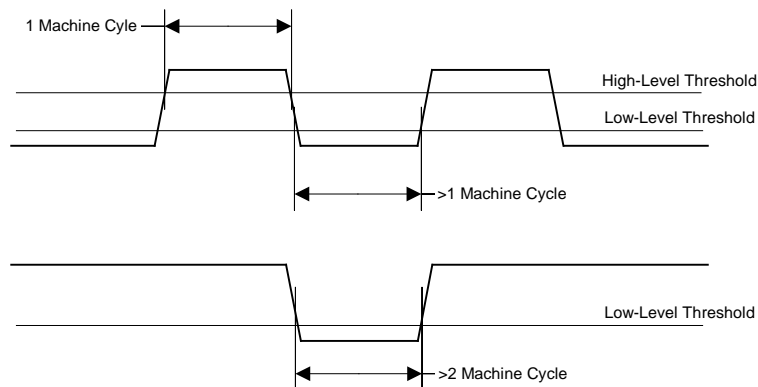 1 Machine Cyle
High-Level Threshold
Low-Level Threshold
>1 Machine Cycle
Low-Level Threshold
>2 Machine Cycle